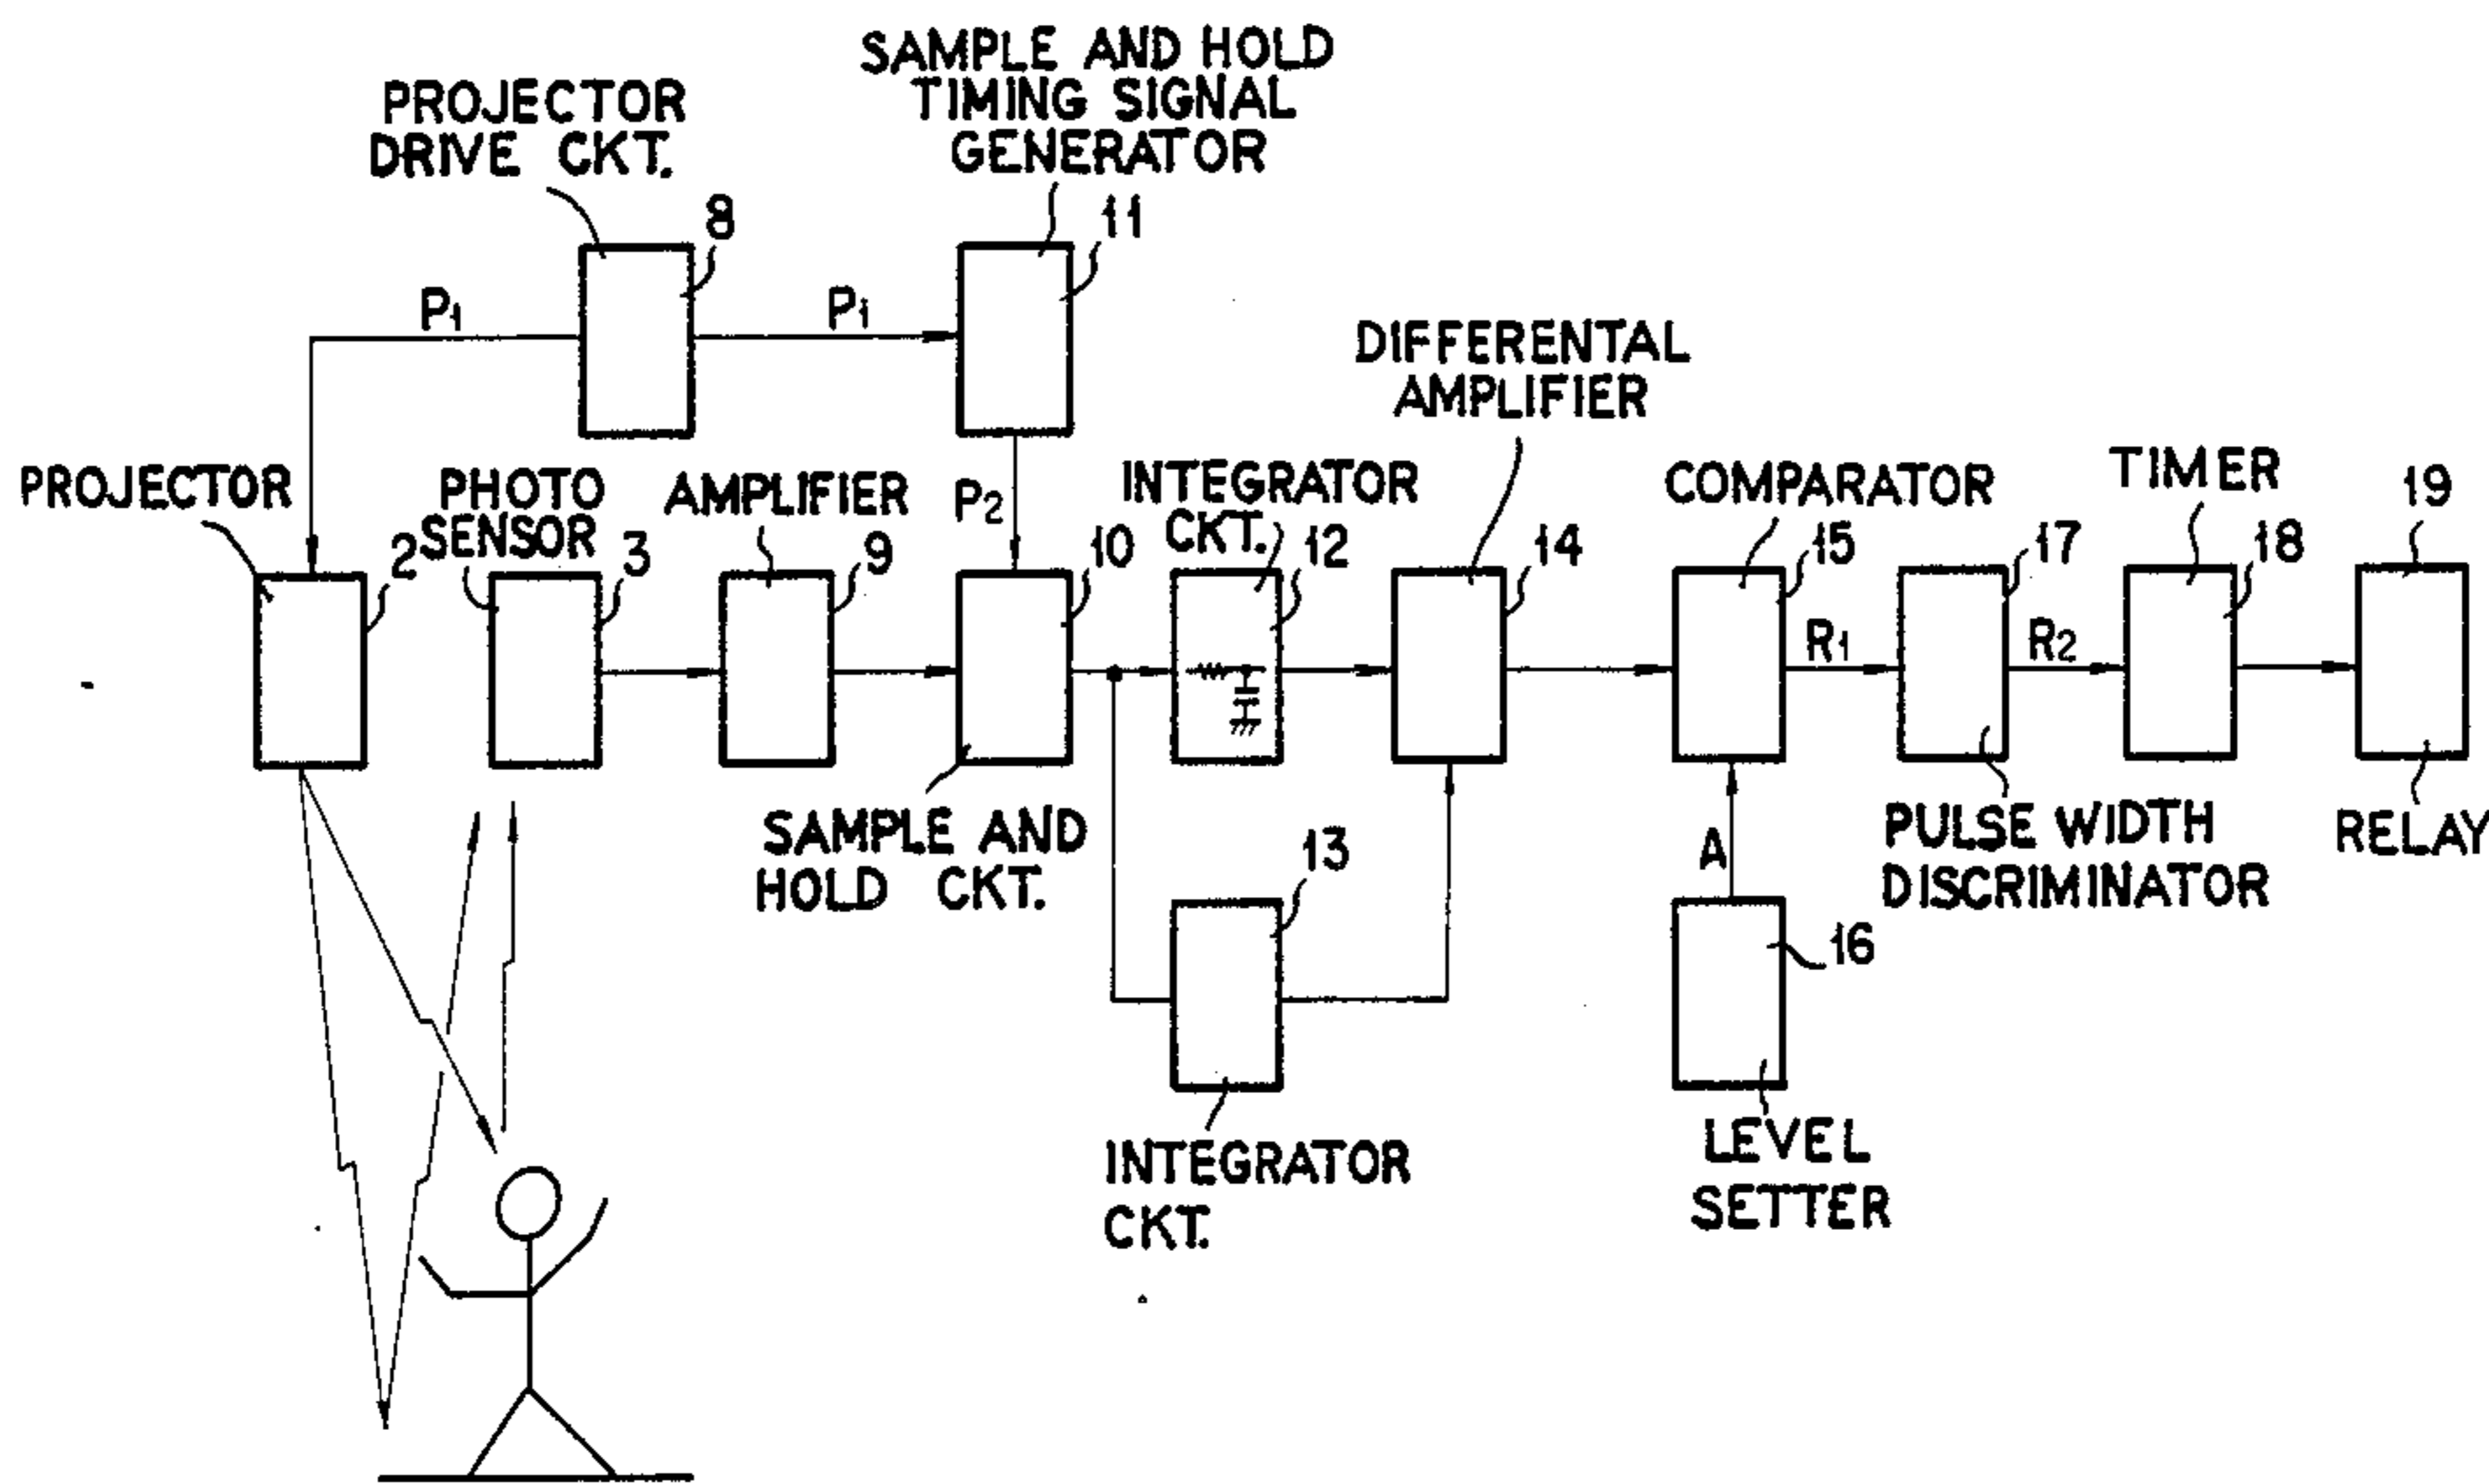 SAMPLE AND HOLD
TIMING SIGNAL
GENERATOR
PROJECTOR
DRIVE CKT.
8
11
P1
P1
DIFFERENTAL
AMPLIFIER
PROJECTOR
2
PHOTO
SENSOR
3
AMPLIFIER
9
P2
10
INTEGRATOR
CKT.
12
14
COMPARATOR
15
17
TIMER
18
19
R1
R2
SAMPLE AND
HOLD CKT.
13
A
16
PULSE WIDTH
DISCRIMINATOR
RELAY
INTEGRATOR
CKT.
LEVEL
SETTER